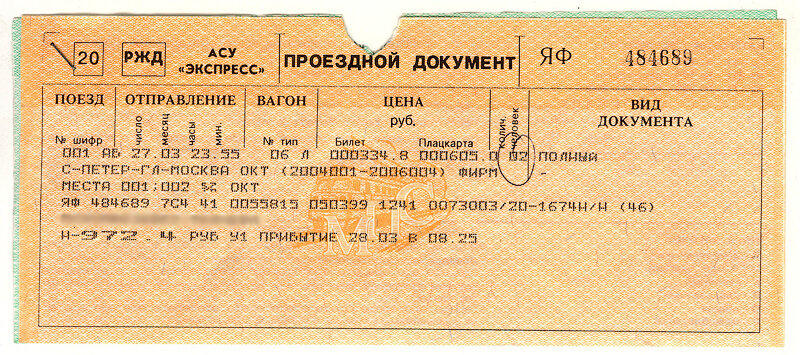 20 РЖД АСУ «ЭКСПРЕСС» ПРОЕЗДНОЙ ДОКУМЕНТ ЯФ 484689
ПОЕЗД ОТПРАВЛЕНИЕ ВАГОН ЦЕНА ВИД ДОКУМЕНТА
№ шифр число месяц часы мин. № тип руб. Билет Плацкарта колич. человек
001 АБ 27.03 23.55 06 Л 000334.8 000605.0 02 ПОЛНЫЙ
С-ПЕТЕР-ГЛ-МОСКВА ОКТ (2004001-2006004) ФИРМ -
МЕСТА 001;002 ОКТ
ЯФ 484689 7С4 41 0055815 050399 1241 0073003/20-1674Н/Н (46)
Н-972.4 РУБ У1 ПРИБЫТИЕ 28.03 В 08.25
МПС